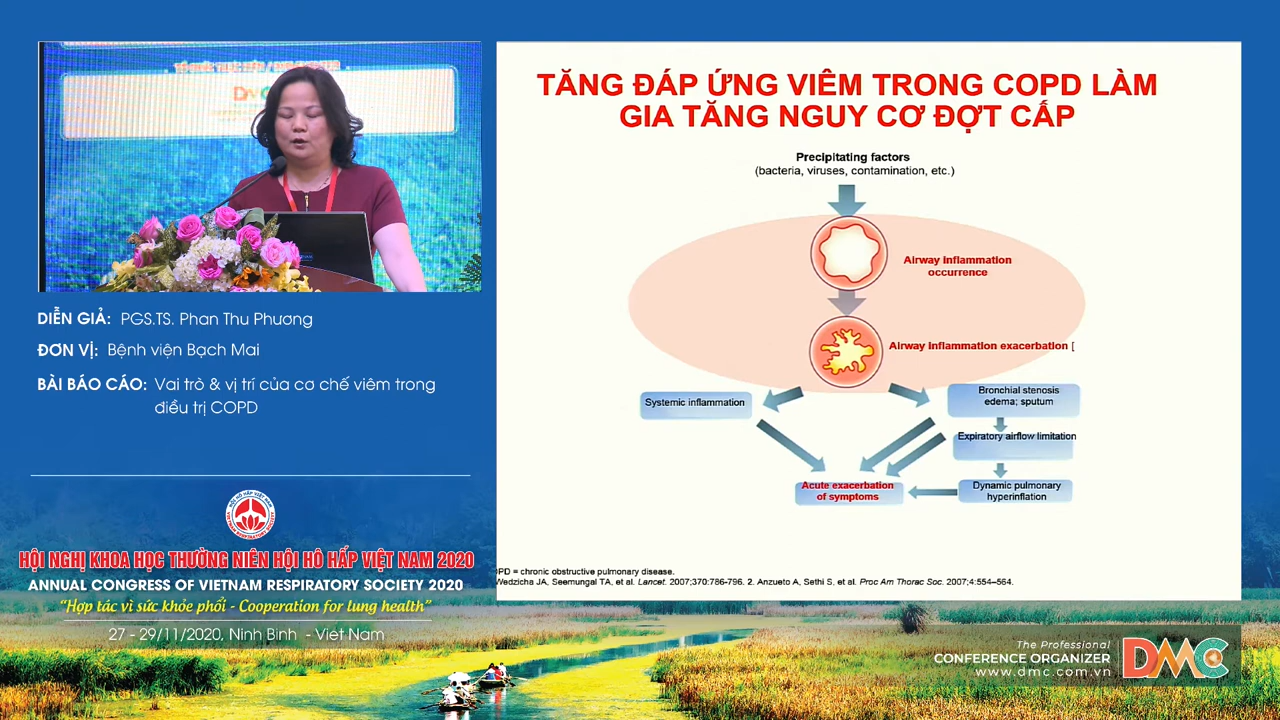 DIỄN GIẢ: PGS.TS. Phan Thu Phương
ĐƠN VỊ: Bệnh viện Bạch Mai
BÀI BÁO CÁO: Vai trò & vị trí của cơ chế viêm trong
điều trị COPD
HỘI NGHỊ KHOA HỌC THƯỜNG NIÊN HỘI HÔ HẤP VIỆT NAM 2020
ANNUAL CONGRESS OF VIETNAM RESPIRATORY SOCIETY 2020
“Hợp tác vì sức khỏe phổi - Cooperation for lung health”
27 - 29/11/2020, Ninh Bình - Việt Nam
TĂNG ĐÁP ỨNG VIÊM TRONG COPD LÀM
GIA TĂNG NGUY CƠ ĐỢT CẤP
Precipitating factors
(bacteria, viruses, contamination, etc.)
Airway inflammation
occurrence
Airway inflammation exacerbation [
Systemic inflammation
Bronchial stenosis
edema; sputum
Expiratory airflow limitation
Dynamic pulmonary
hyperinflation
Acute exacerbation
of symptoms
PD = chronic obstructive pulmonary disease.
Wedzicha JA, Seemungal TA, et al. Lancet. 2007;370:786-796. 2. Anzueto A, Sethi S, et al. Proc Am Thorac Soc. 2007;4:554–564.
The Professional
CONFERENCE ORGANIZER
www.dmc.com.vn
DMC